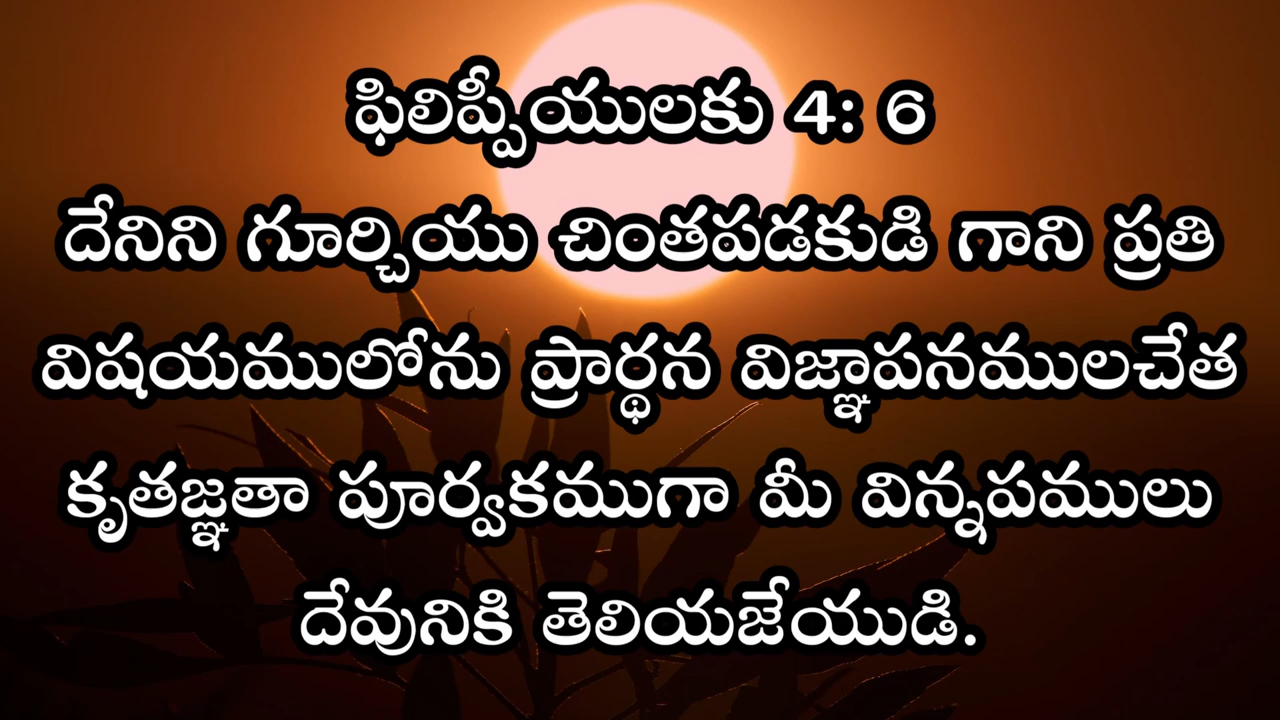 ఫిలిప్పీయులకు 4: 6
దేనిని గూర్చియు చింతపడకుడి గాని ప్రతి
విషయములోను ప్రార్థన విజ్ఞాపనములచేత
కృతజ్ఞతా పూర్వకముగా మీ విన్నపములు
దేవునికి తెలియజేయుడి.